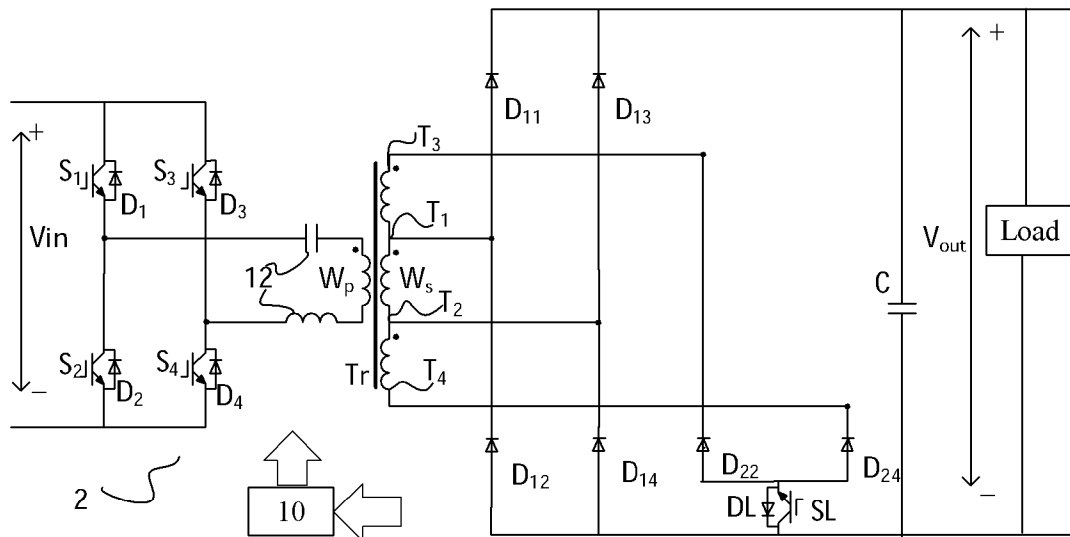 +
D₁₁
D₁₃
T₃
+
S₁
D₁
S₃
D₃
T₁
Vin
Vout
Load
12
Wp
Ws
T₂
C
S₂
D₂
S₄
D₄
Tr
T₄
−
2
10
D₁₂
D₁₄
D₂₂
D₂₄
DL
SL
−